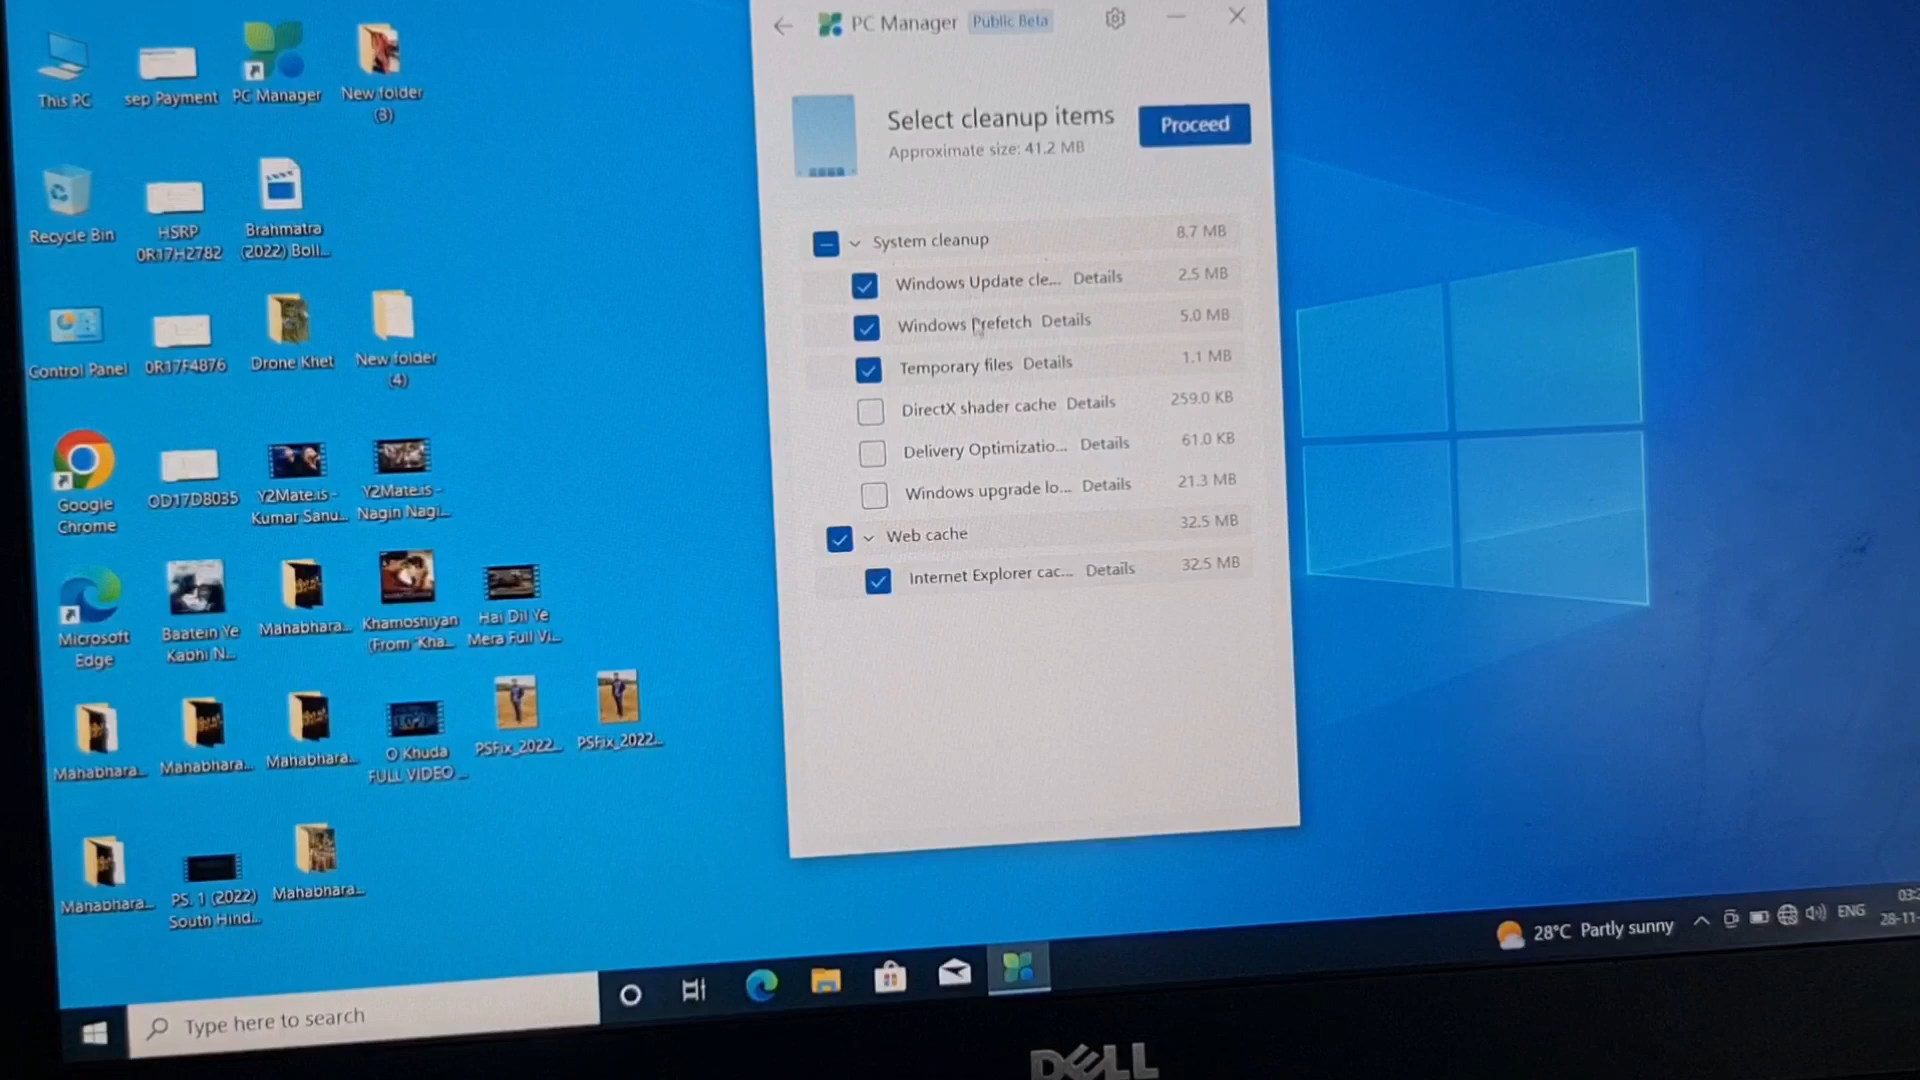 PC Manager Public Beta
Select cleanup items
Proceed
Approximate size: 41.2 MB
System cleanup 8.7 MB
Windows Update cle... Details 2.5 MB
Windows Prefetch Details 5.0 MB
Temporary files Details 1.1 MB
DirectX shader cache Details 259.0 KB
Delivery Optimizatio... Details 61.0 KB
Windows upgrade lo... Details 21.3 MB
Web cache 32.5 MB
Internet Explorer cac... Details 32.5 MB
This PC
sep Payment
PC Manager
New folder
(3)
Recycle Bin
HSRP
0R17H2782
Brahmatra
(2022) Boll...
Control Panel
0R17F4876
Drone Khet
New folder
(4)
Google
Chrome
OD17D8035
Y2Mate.is -
Kumar Sanu...
Y2Mate.is -
Nagin Nagi...
Microsoft
Edge
Baatein Ye
Kabhi N...
Mahabhara...
Khamoshiyan
(From 'Kha...
Hai Dil Ye
Mera Full Vi...
Mahabhara...
Mahabhara...
Mahabhara...
O Khuda
FULL VIDEO ...
PSFix_2022...
PSFix_2022...
Mahabhara...
PS. 1 (2022)
South Hind...
Mahabhara...
Type here to search
28°C Partly sunny
ENG
03:2
28-11-
DELL